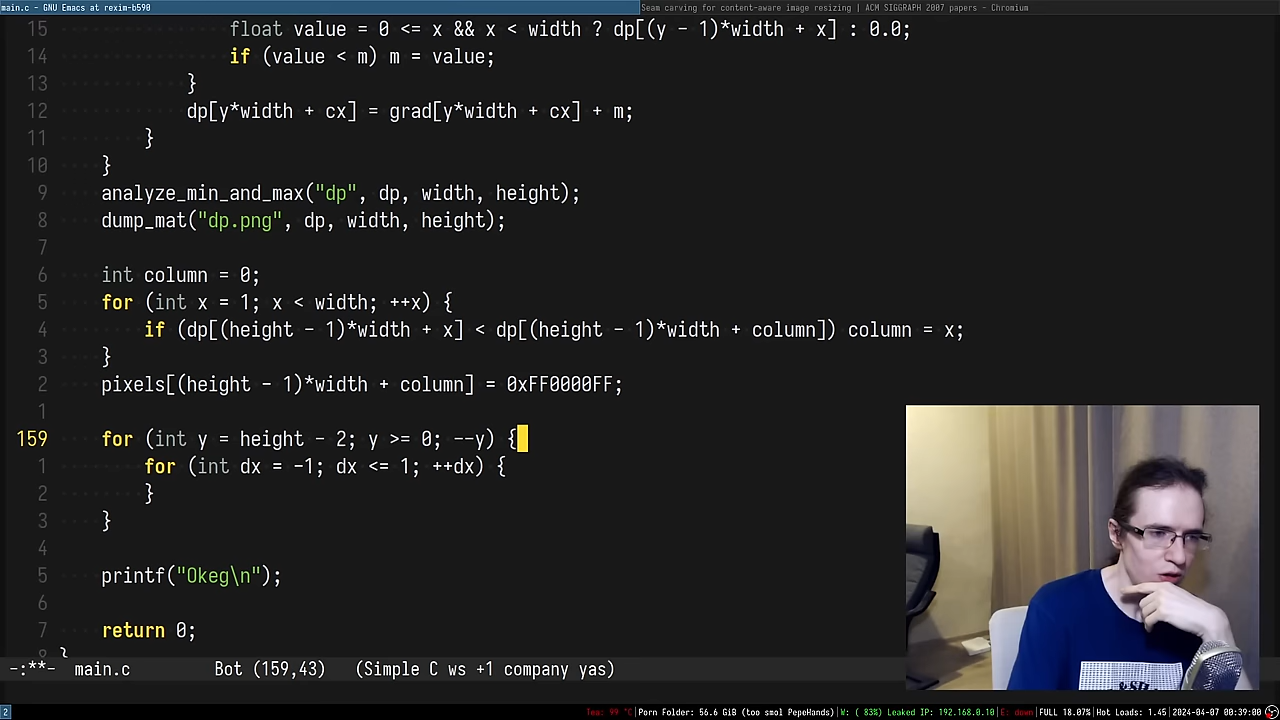 main.c - GNU Emacs at rexim-b590
Seam carving for content-aware image resizing | ACM SIGGRAPH 2007 papers - Chromium
15 float value = 0 <= x && x < width ? dp[(y - 1)*width + x] : 0.0;
14 if (value < m) m = value;
13 }
12 dp[y*width + cx] = grad[y*width + cx] + m;
11 }
10 }
9 analyze_min_and_max("dp", dp, width, height);
8 dump_mat("dp.png", dp, width, height);
7
6 int column = 0;
5 for (int x = 1; x < width; ++x) {
4 if (dp[(height - 1)*width + x] < dp[(height - 1)*width + column]) column = x;
3 }
2 pixels[(height - 1)*width + column] = 0xFF0000FF;
1
159 for (int y = height - 2; y >= 0; --y) {
1 for (int dx = -1; dx <= 1; ++dx) {
2 }
3 }
4
5 printf("Okeg\n");
6
7 return 0;
8 }
-:**- main.c Bot (159,43) (Simple C ws +1 company yas)
2 Tea: 99 °C|Porn Folder: 56.6 GiB (too smol PepeHands)|W: ( 83%) Leaked IP: 192.168.0.10|E: down|FULL 18.07%|Hot Loads: 1.45|2024-04-07 00:39:00